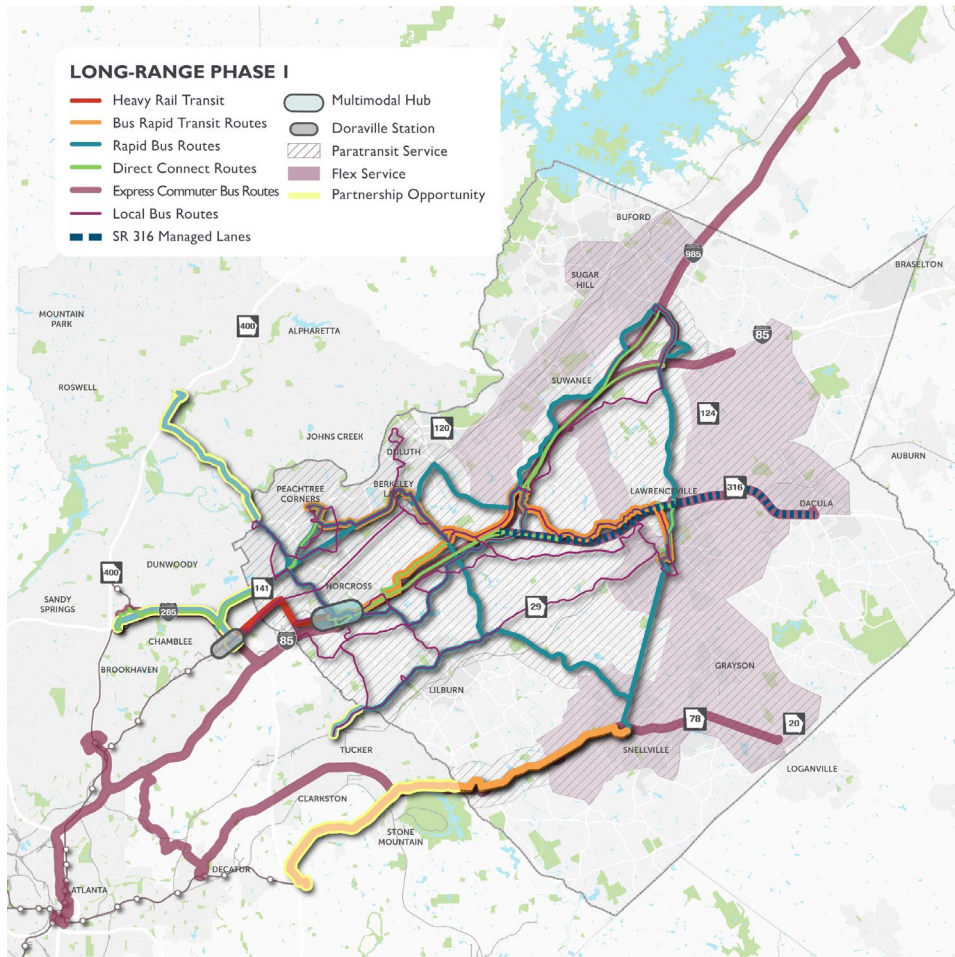 LONG-RANGE PHASE I
Heavy Rail Transit
Bus Rapid Transit Routes
Rapid Bus Routes
Direct Connect Routes
Express Commuter Bus Routes
Local Bus Routes
SR 316 Managed Lanes
Multimodal Hub
Doraville Station
Paratransit Service
Flex Service
Partnership Opportunity
BUFORD
985
BRASELTON
SUGAR
HILL
MOUNTAIN
PARK
400
ALPHARETTA
85
ROSWELL
SUWANEE
124
120
JOHNS CREEK
DULUTH
AUBURN
PEACHTREE
CORNERS
BERKELEY
LAKE
LAWRENCEVILLE
316
DACULA
400
DUNWOODY
NORCROSS
141
SANDY
SPRINGS
285
29
CHAMBLEE
85
BROOKHAVEN
GRAYSON
LILBURN
78
20
TUCKER
SNELLVILLE
LOGANVILLE
CLARKSTON
STONE
MOUNTAIN
DECATUR
ATLANTA